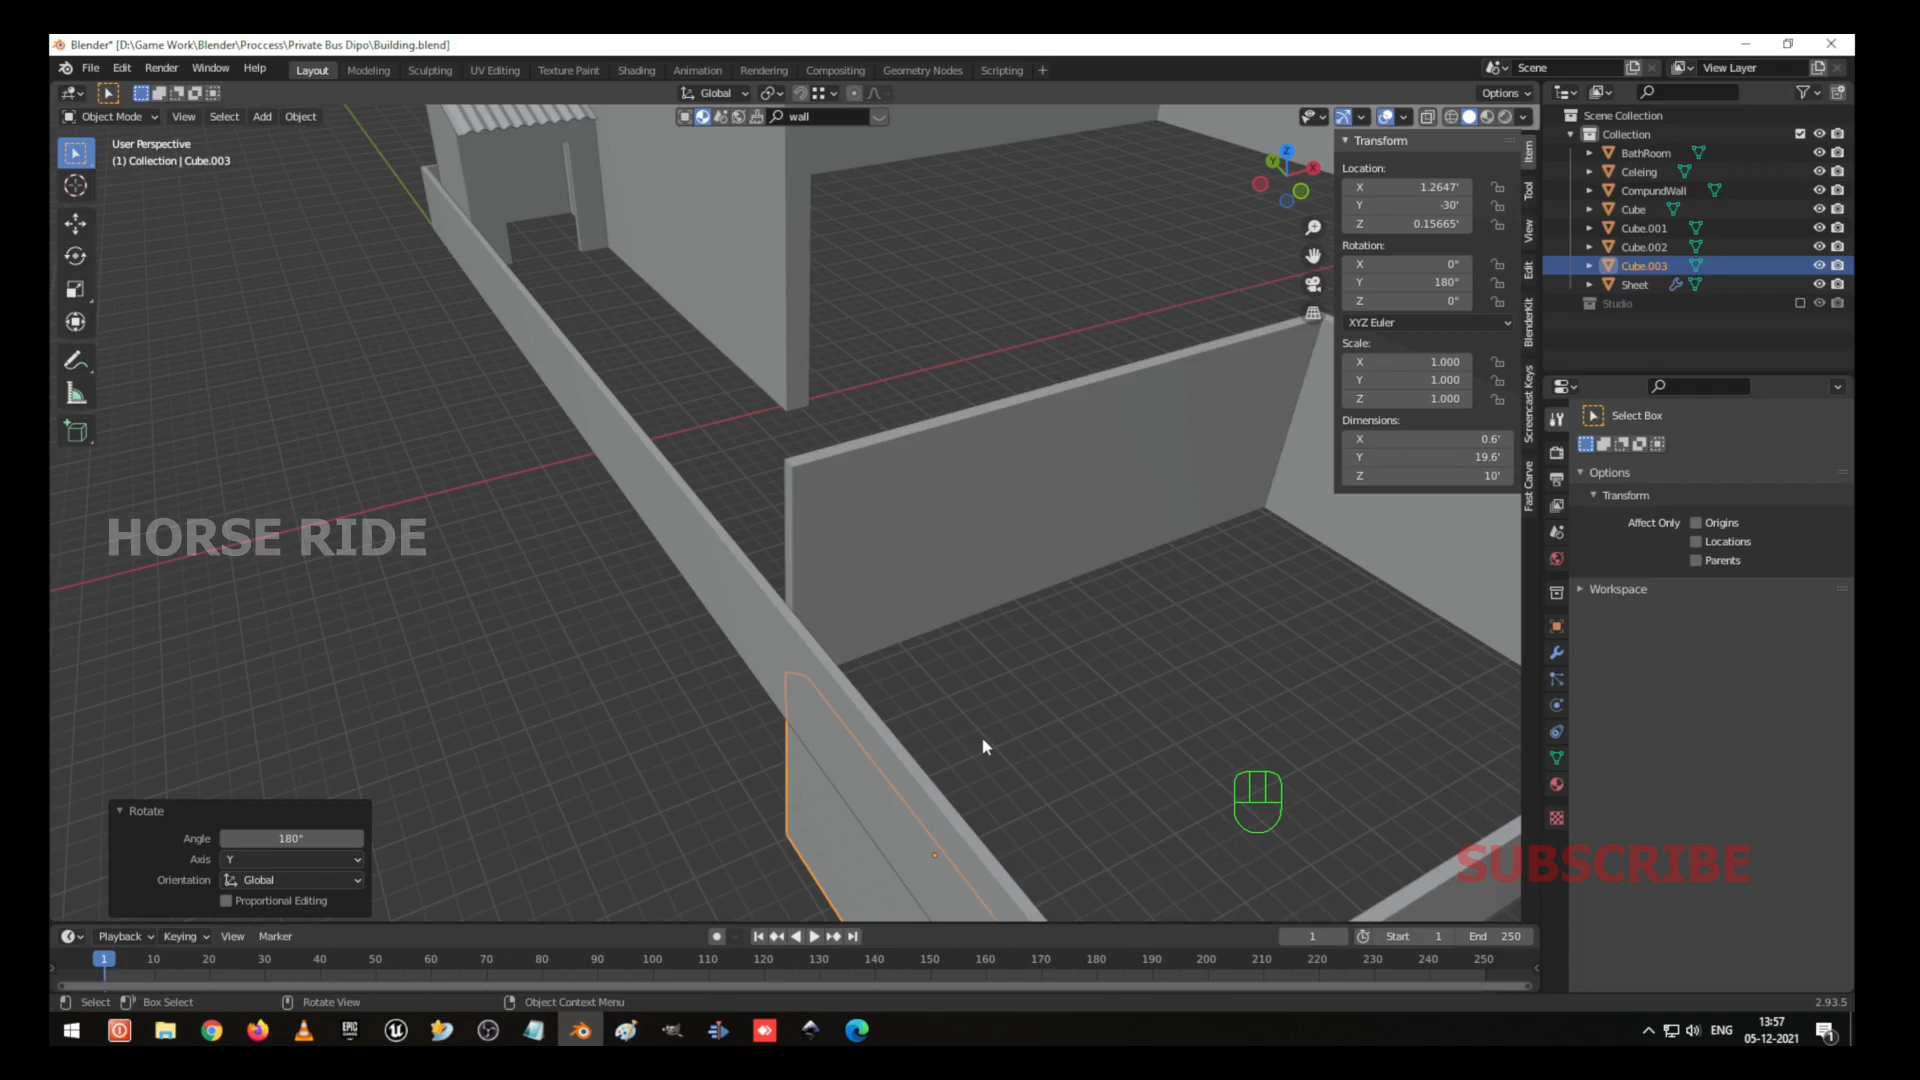 Blender* [D:\Game Work\Blender\Proccess\Private Bus Dipo\Building.blend]
File Edit Render Window Help
Layout Modeling Sculpting UV Editing Texture Paint Shading Animation Rendering Compositing Geometry Nodes Scripting +
Scene
View Layer
Global
Options
Object Mode View Select Add Object
wall
User Perspective
(1) Collection | Cube.003
Transform
Location:
X 1.2647'
Y -30'
Z 0.15665'
Rotation:
X 0°
Y 180°
Z 0°
XYZ Euler
Scale:
X 1.000
Y 1.000
Z 1.000
Dimensions:
X 0.6'
Y 19.6'
Z 10'
Item
Tool
View
Edit
BlenderKit
Screencast Keys
Fast Carve
Z
Y
X
Scene Collection
Collection
BathRoom
Celeing
CompundWall
Cube
Cube.001
Cube.002
Cube.003
Sheet
Studio
Select Box
Options
Transform
Affect Only Origins
Locations
Parents
Workspace
HORSE RIDE
SUBSCRIBE
Rotate
Angle 180°
Axis Y
Orientation Global
Proportional Editing
Playback Keying View Marker
1 Start 1 End 250
1 10 20 30 40 50 60 70 80 90 100 110 120 130 140 150 160 170 180 190 200 210 220 230 240 250
Select Box Select Rotate View Object Context Menu 2.93.5
EPIC
ENG
13:57
05-12-2021
1